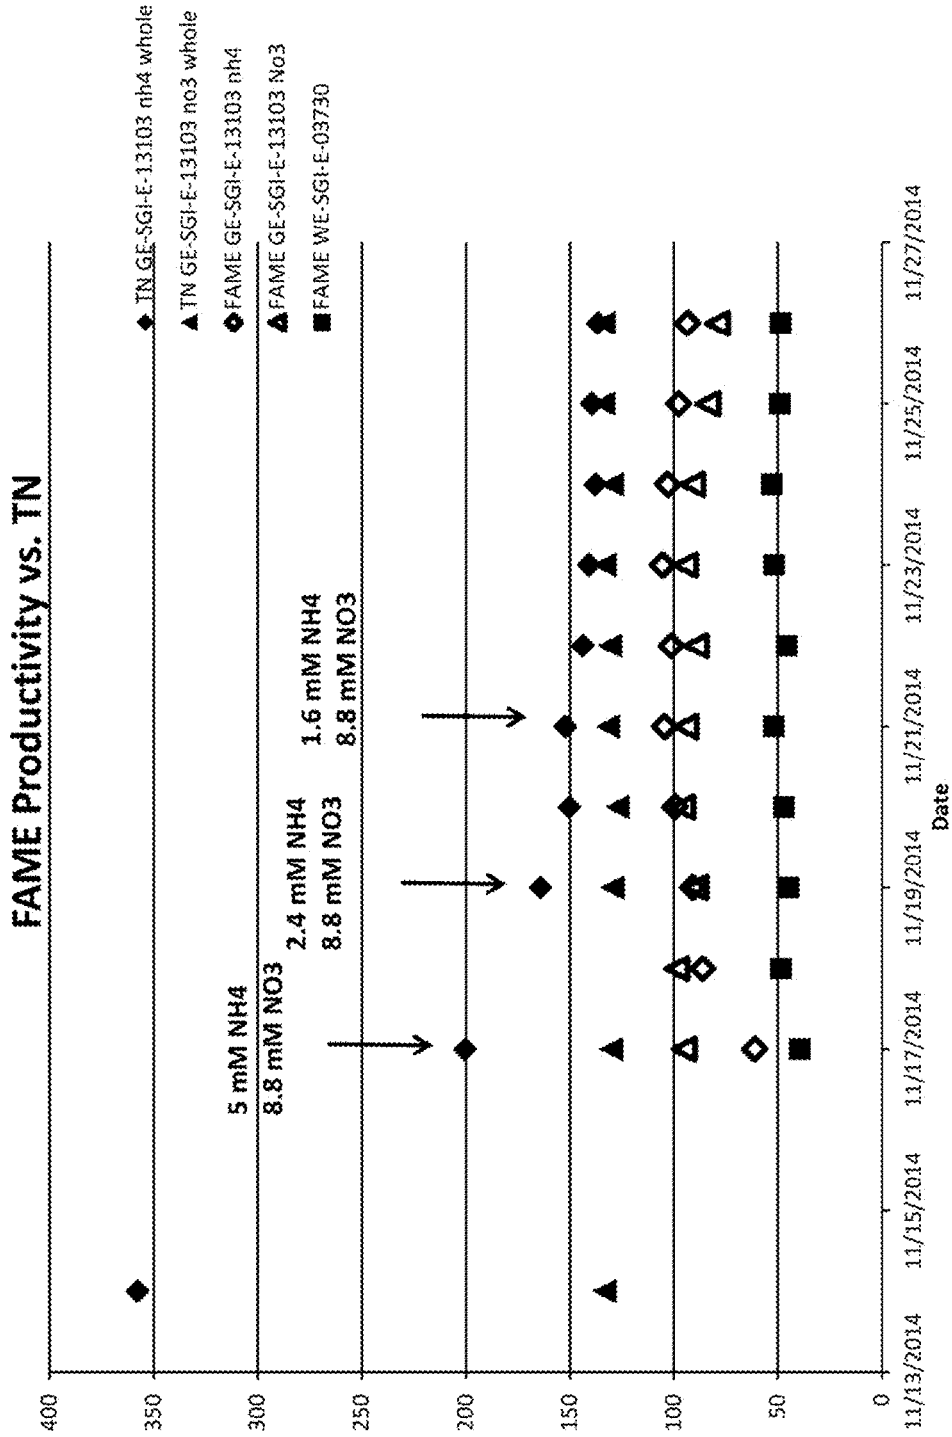 FAME Productivity vs. TN
400
350
300
250
200
150
100
50
0
5 mM NH4
8.8 mM NO3
2.4 mM NH4
8.8 mM NO3
1.6 mM NH4
8.8 mM NO3
TN GE-SGI-E-13103 nh4 whole
TN GE-SGI-E-13103 no3 whole
FAME GE-SGI-E-13103 nh4
FAME GE-SGI-E-13103 No3
FAME WE-SGI-E-03730
11/13/2014 11/15/2014 11/17/2014 11/19/2014 11/21/2014 11/23/2014 11/25/2014 11/27/2014
Date